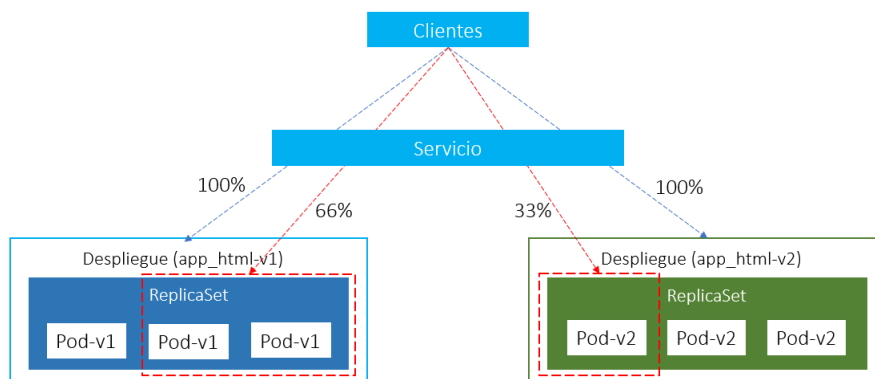 Clientes
Servicio
100%
66%
33%
100%
Despliegue (app_html-v1)
ReplicaSet
Pod-v1
Pod-v1
Pod-v1
Despliegue (app_html-v2)
ReplicaSet
Pod-v2
Pod-v2
Pod-v2